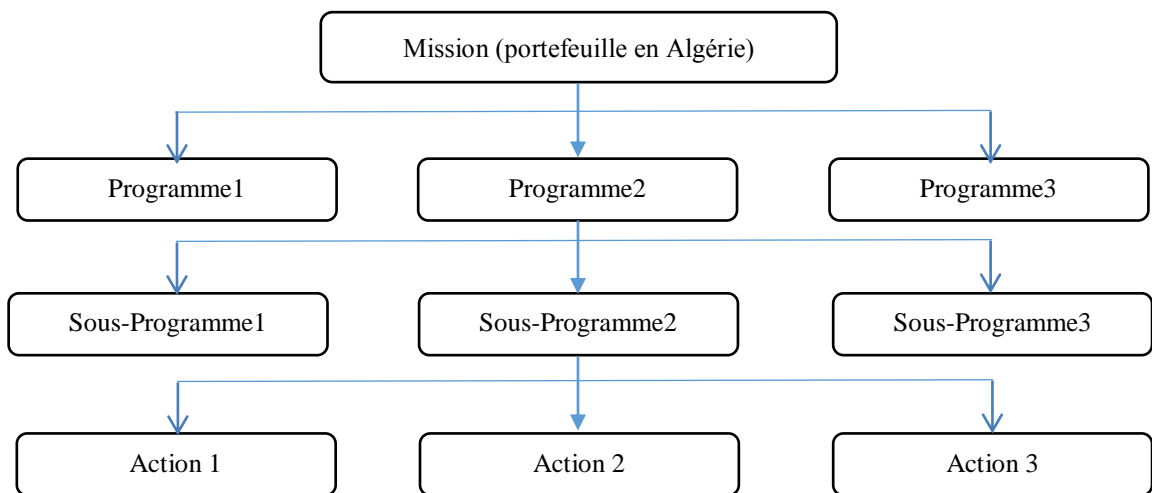 Mission (portefeuille en Algérie)
Programme1
Programme2
Programme3
Sous-Programme1
Sous-Programme2
Sous-Programme3
Action 1
Action 2
Action 3